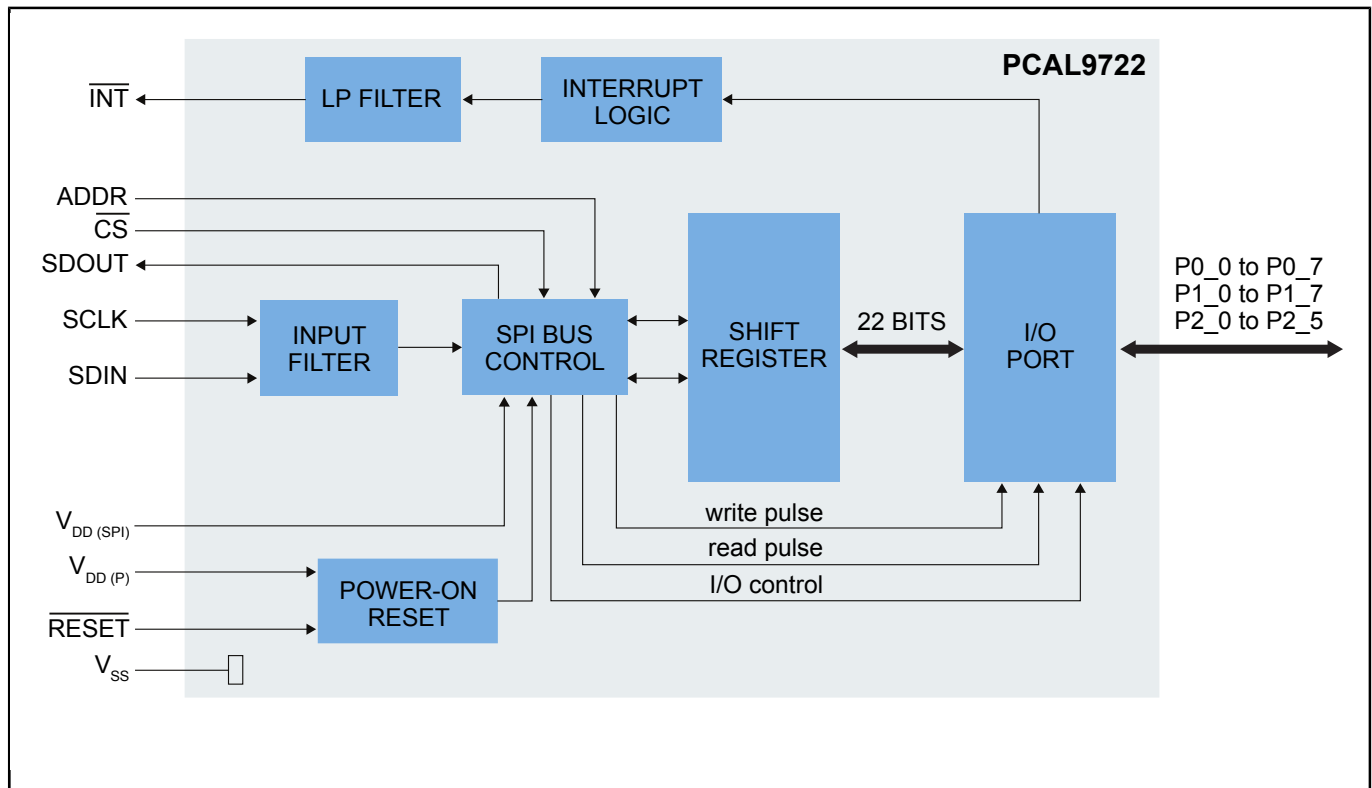 PCAL9722
INT
LP FILTER
INTERRUPT
LOGIC
ADDR
CS
SDOUT
SCLK
SDIN
INPUT
FILTER
SPI BUS
CONTROL
SHIFT
REGISTER
22 BITS
I/O
PORT
P0_0 to P0_7
P1_0 to P1_7
P2_0 to P2_5
write pulse
read pulse
I/O control
VDD (SPI)
VDD (P)
RESET
VSS
POWER-ON
RESET